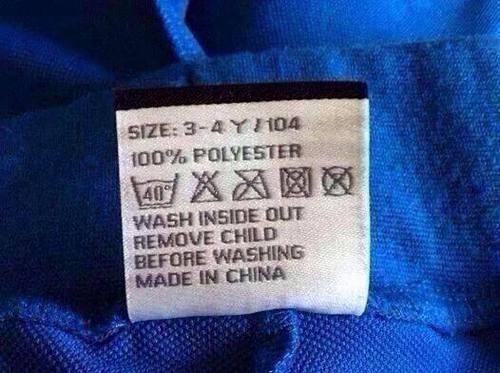 SIZE: 3-4 Y / 104
100% POLYESTER
40°
WASH INSIDE OUT
REMOVE CHILD
BEFORE WASHING
MADE IN CHINA